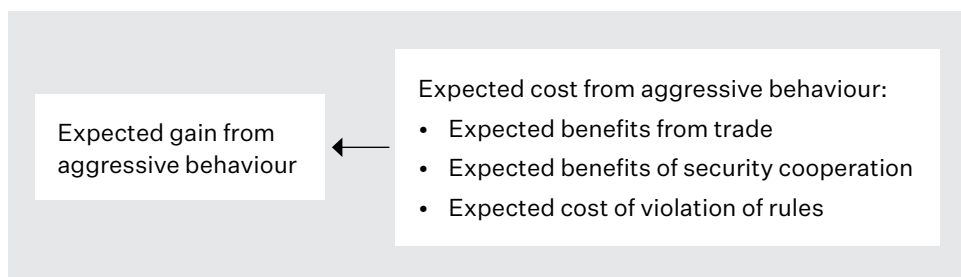 Expected gain from
aggressive behaviour
Expected cost from aggressive behaviour:
• Expected benefits from trade
• Expected benefits of security cooperation
• Expected cost of violation of rules